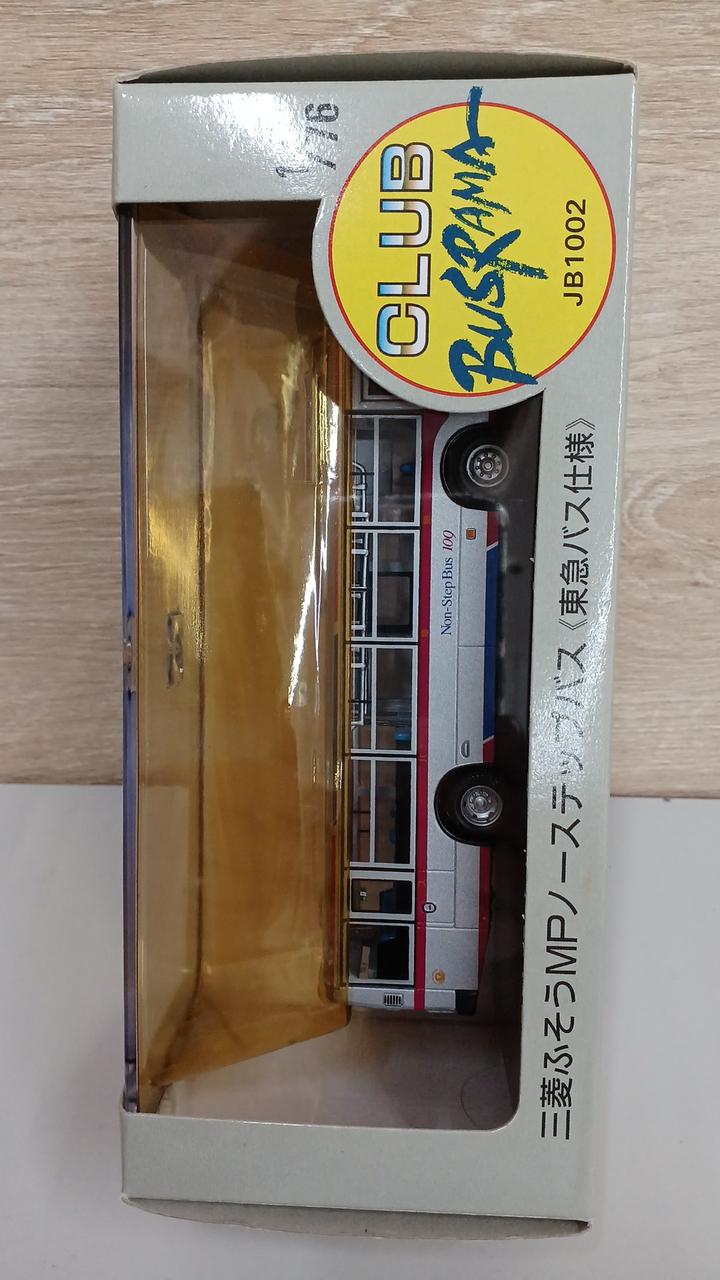 1/76
CLUB
BUSRAMA
JB1002
Non-Step Bus 109
三菱ふそうMPノーステップバス《東急バス仕様》